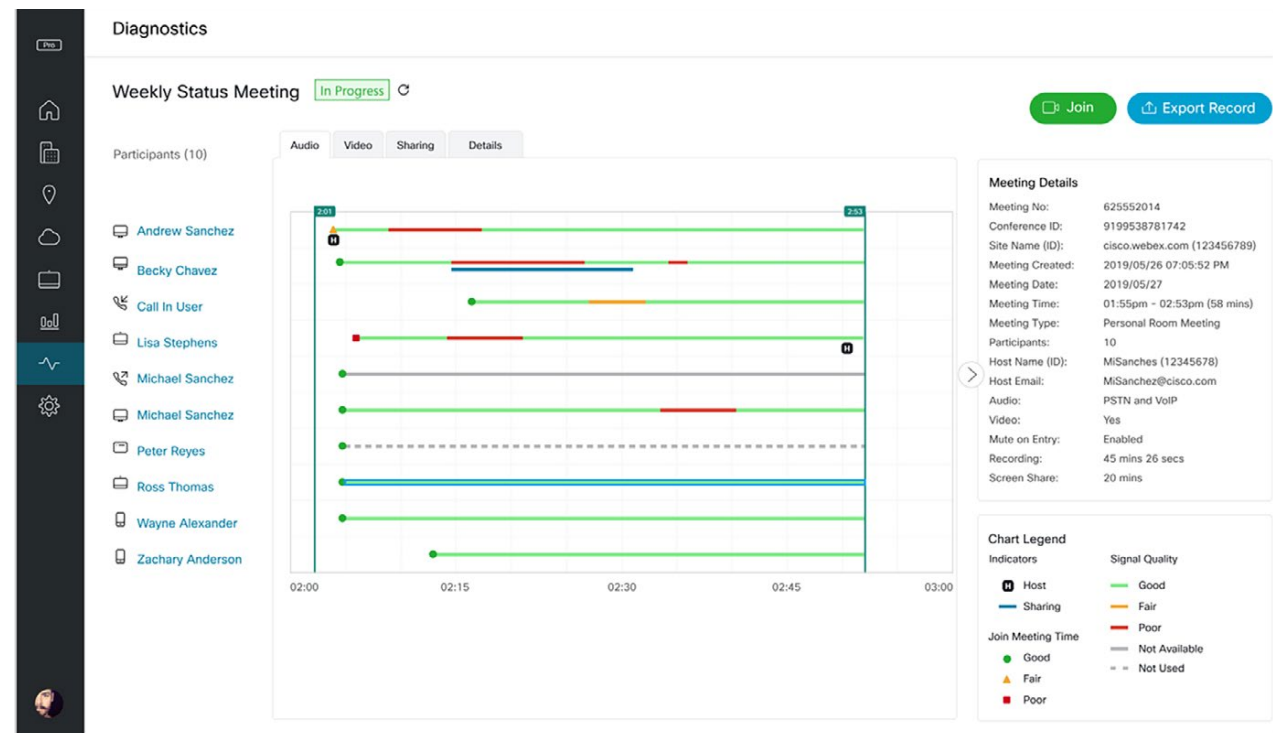 Pro
Diagnostics
Weekly Status Meeting In Progress
Join Export Record
Participants (10)
Audio Video Sharing Details
2:01 2:53
Andrew Sanchez
H
Becky Chavez
Call In User
Lisa Stephens
H
Michael Sanchez
Michael Sanchez
Peter Reyes
Ross Thomas
Wayne Alexander
Zachary Anderson
02:00 02:15 02:30 02:45 03:00
Meeting Details
Meeting No: 625552014
Conference ID: 9199538781742
Site Name (ID): cisco.webex.com (123456789)
Meeting Created: 2019/05/26 07:05:52 PM
Meeting Date: 2019/05/27
Meeting Time: 01:55pm - 02:53pm (58 mins)
Meeting Type: Personal Room Meeting
Participants: 10
Host Name (ID): MiSanches (12345678)
Host Email: MiSanchez@cisco.com
Audio: PSTN and VoIP
Video: Yes
Mute on Entry: Enabled
Recording: 45 mins 26 secs
Screen Share: 20 mins
Chart Legend
Indicators Signal Quality
H Host Good
Sharing Fair
Poor
Join Meeting Time
Not Available
Good
Not Used
Fair
Poor